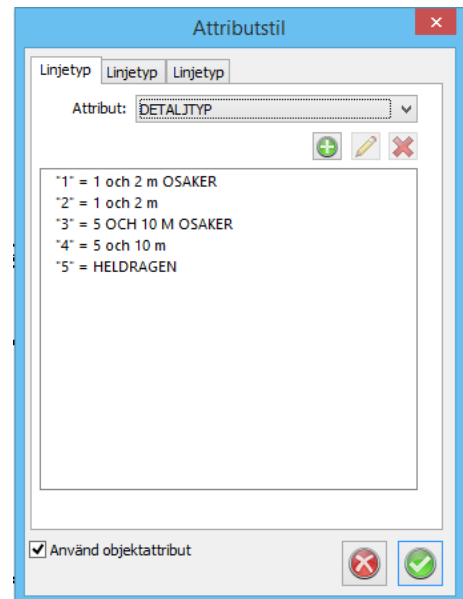 Attributstil
Linjetyp Linjetyp Linjetyp
Attribut: DETALJTYP
"1" = 1 och 2 m OSAKER
"2" = 1 och 2 m
"3" = 5 OCH 10 M OSAKER
"4" = 5 och 10 m
"5" = HELDRAGEN
Använd objektattribut